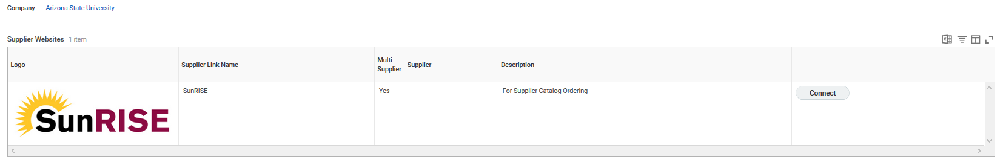 Company Arizona State University
Supplier Websites 1 item
Logo Supplier Link Name Multi-Supplier Supplier Description
SunRISE SunRISE Yes For Supplier Catalog Ordering Connect